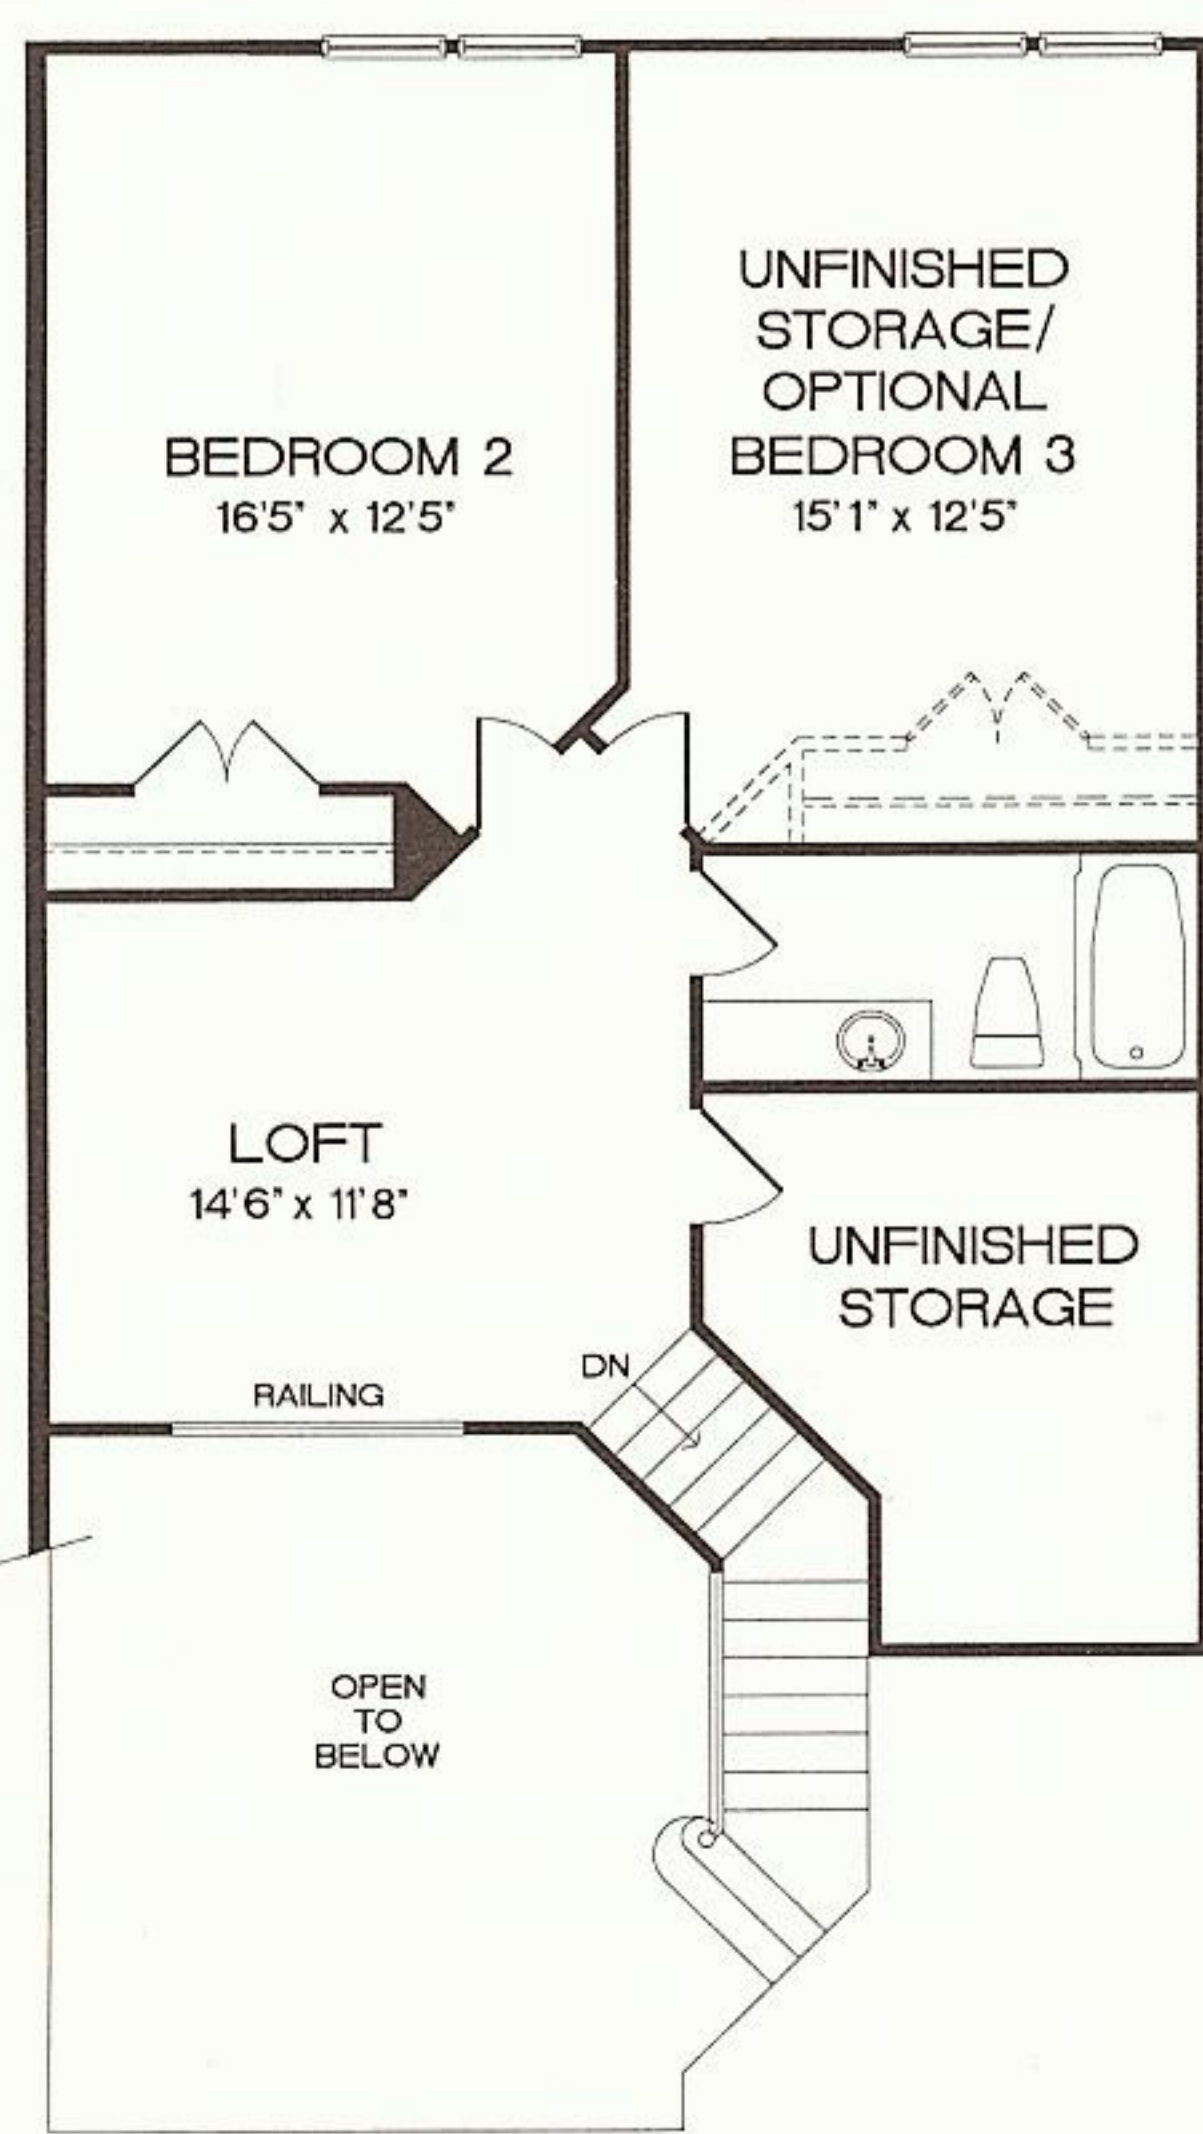 UNFINISHED
STORAGE/
OPTIONAL
BEDROOM 3
15'1" x 12'5"
BEDROOM 2
16'5" x 12'5"
LOFT
14'6" x 11'8"
UNFINISHED
STORAGE
DN
RAILING
OPEN
TO
BELOW